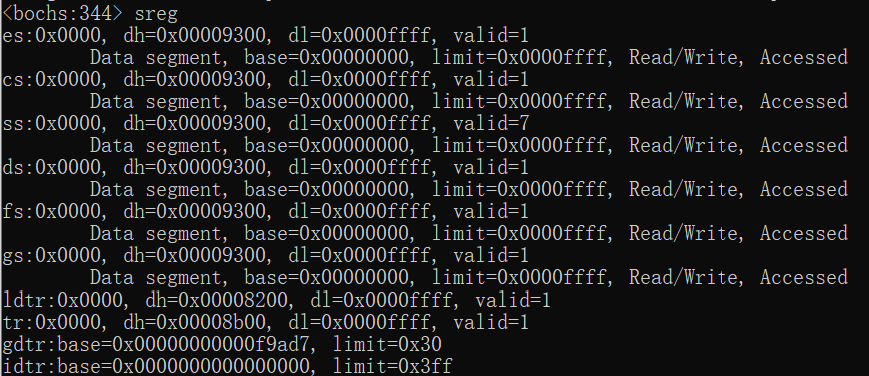 <bochs:344> sreg
es:0x0000, dh=0x00009300, dl=0x0000ffff, valid=1
        Data segment, base=0x00000000, limit=0x0000ffff, Read/Write, Accessed
cs:0x0000, dh=0x00009300, dl=0x0000ffff, valid=1
        Data segment, base=0x00000000, limit=0x0000ffff, Read/Write, Accessed
ss:0x0000, dh=0x00009300, dl=0x0000ffff, valid=7
        Data segment, base=0x00000000, limit=0x0000ffff, Read/Write, Accessed
ds:0x0000, dh=0x00009300, dl=0x0000ffff, valid=1
        Data segment, base=0x00000000, limit=0x0000ffff, Read/Write, Accessed
fs:0x0000, dh=0x00009300, dl=0x0000ffff, valid=1
        Data segment, base=0x00000000, limit=0x0000ffff, Read/Write, Accessed
gs:0x0000, dh=0x00009300, dl=0x0000ffff, valid=1
        Data segment, base=0x00000000, limit=0x0000ffff, Read/Write, Accessed
ldtr:0x0000, dh=0x00008200, dl=0x0000ffff, valid=1
tr:0x0000, dh=0x00008b00, dl=0x0000ffff, valid=1
gdtr:base=0x00000000000f9ad7, limit=0x30
idtr:base=0x0000000000000000, limit=0x3ff